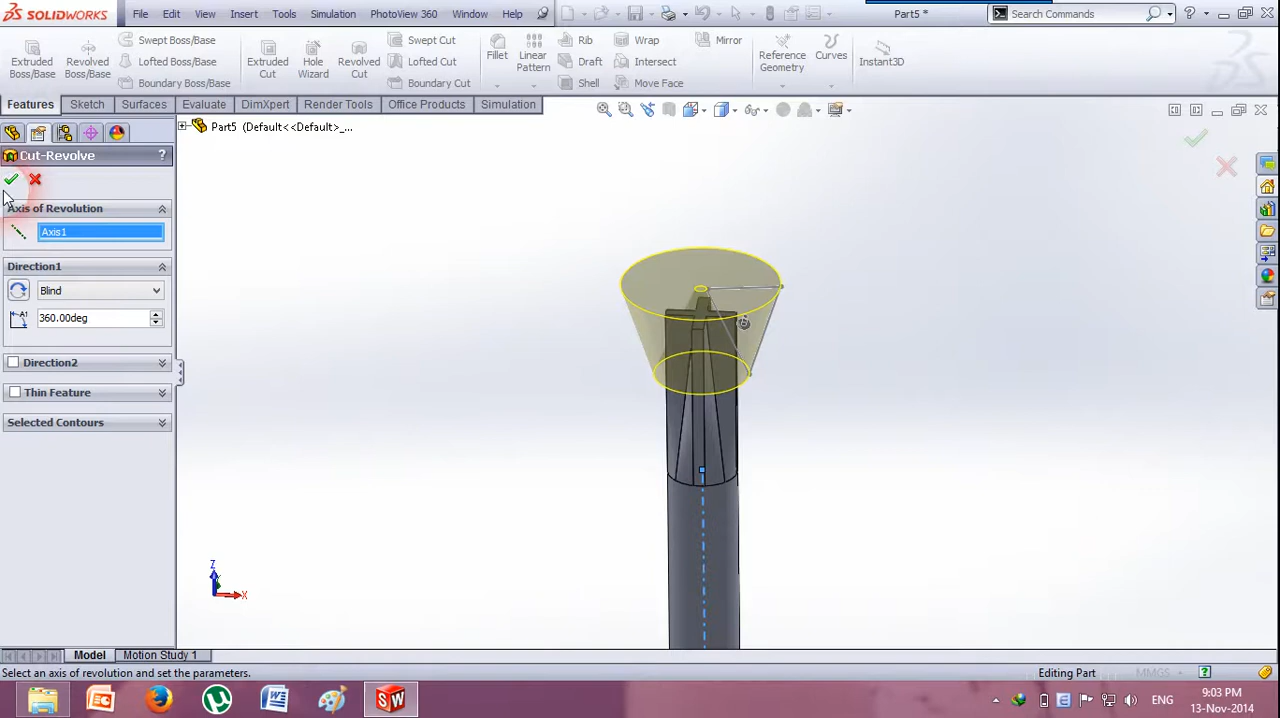 SOLIDWORKS
File Edit View Insert Tools Simulation PhotoView 360 Window Help
Part5 *
Search Commands
Extruded Boss/Base
Revolved Boss/Base
Swept Boss/Base
Lofted Boss/Base
Boundary Boss/Base
Extruded Cut
Hole Wizard
Revolved Cut
Swept Cut
Lofted Cut
Boundary Cut
Fillet
Linear Pattern
Rib
Draft
Shell
Wrap
Intersect
Move Face
Mirror
Reference Geometry
Curves
Instant3D
Features Sketch Surfaces Evaluate DimXpert Render Tools Office Products Simulation
Part5 (Default<<Default>_...
Cut-Revolve ?
Axis of Revolution
Axis1
Direction1
Blind
A1
360.00deg
Direction2
Thin Feature
Selected Contours
Z
X
Model Motion Study 1
Select an axis of revolution and set the parameters.
Editing Part MMGS
SW
ENG
9:03 PM
13-Nov-2014